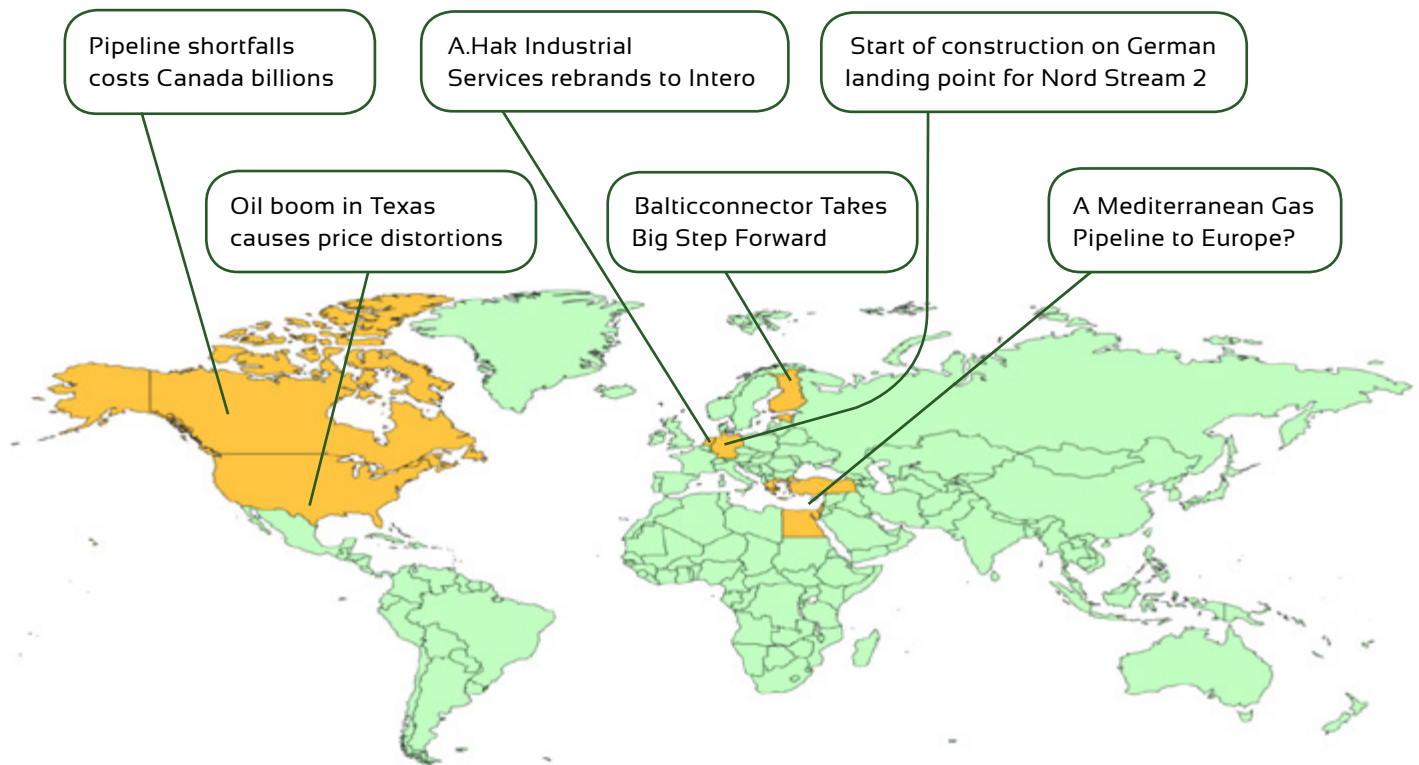 Pipeline shortfalls
costs Canada billions
A.Hak Industrial
Services rebrands to Intero
Start of construction on German
landing point for Nord Stream 2
Oil boom in Texas
causes price distortions
Balticconnector Takes
Big Step Forward
A Mediterranean Gas
Pipeline to Europe?